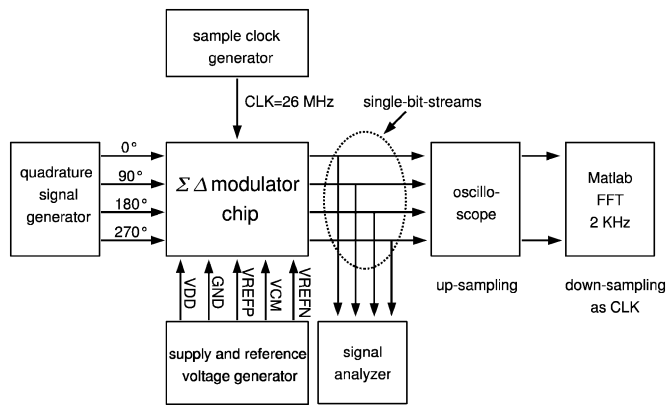 sample clock
generator
CLK=26 MHz
single-bit-streams
quadrature
signal
generator
0°
90°
180°
270°
Σ Δ modulator
chip
oscillo-
scope
Matlab
FFT
2 KHz
up-sampling
down-sampling
as CLK
VDD
GND
VREFP
VCM
VREFN
supply and reference
voltage generator
signal
analyzer